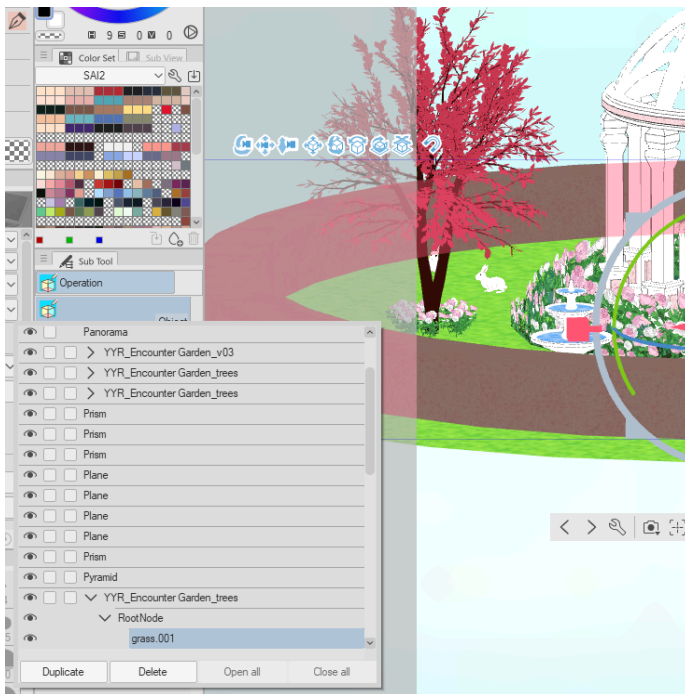 9 0 0
Color Set Sub View
SAI2
Sub Tool
Operation
Object
Panorama
YYR_Encounter Garden_v03
YYR_Encounter Garden_trees
YYR_Encounter Garden_trees
Prism
Prism
Prism
Plane
Plane
Plane
Plane
Prism
Pyramid
YYR_Encounter Garden_trees
RootNode
grass.001
Duplicate Delete Open all Close all